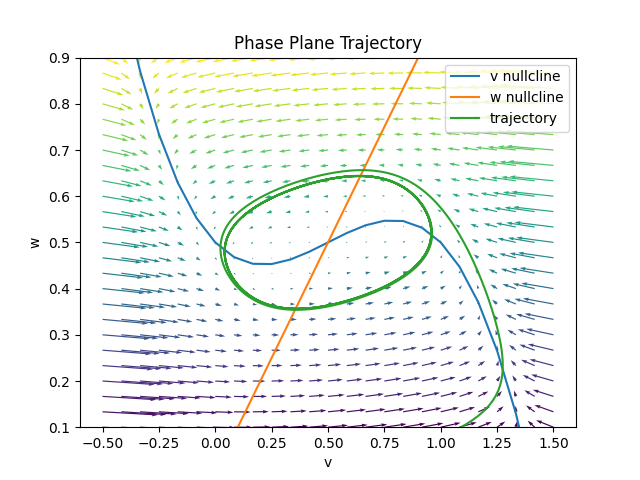 Phase Plane Trajectory
v nullcline
w nullcline
trajectory
w
0.9
0.8
0.7
0.6
0.5
0.4
0.3
0.2
0.1
−0.50 −0.25 0.00 0.25 0.50 0.75 1.00 1.25 1.50
v